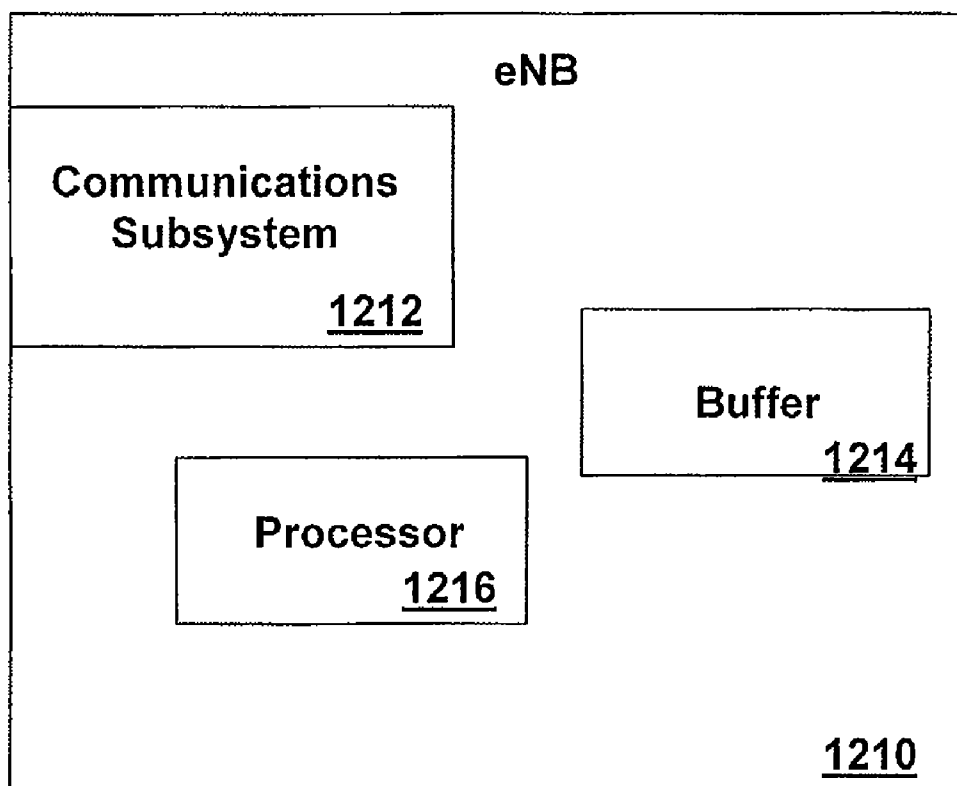 eNB
Communications
Subsystem
1212
Buffer
1214
Processor
1216
1210